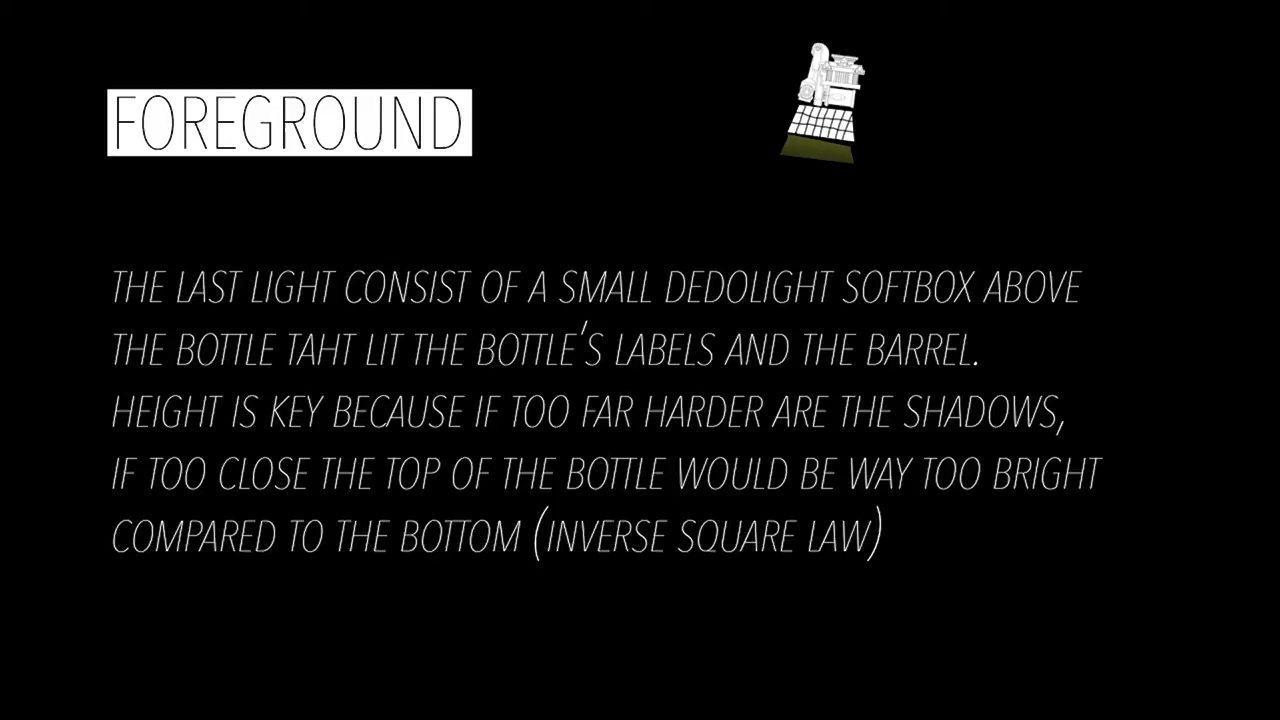 FOREGROUND
THE LAST LIGHT CONSIST OF A SMALL DEDOLIGHT SOFTBOX ABOVE
THE BOTTLE TAHT LIT THE BOTTLE'S LABELS AND THE BARREL.
HEIGHT IS KEY BECAUSE IF TOO FAR HARDER ARE THE SHADOWS,
IF TOO CLOSE THE TOP OF THE BOTTLE WOULD BE WAY TOO BRIGHT
COMPARED TO THE BOTTOM (INVERSE SQUARE LAW)